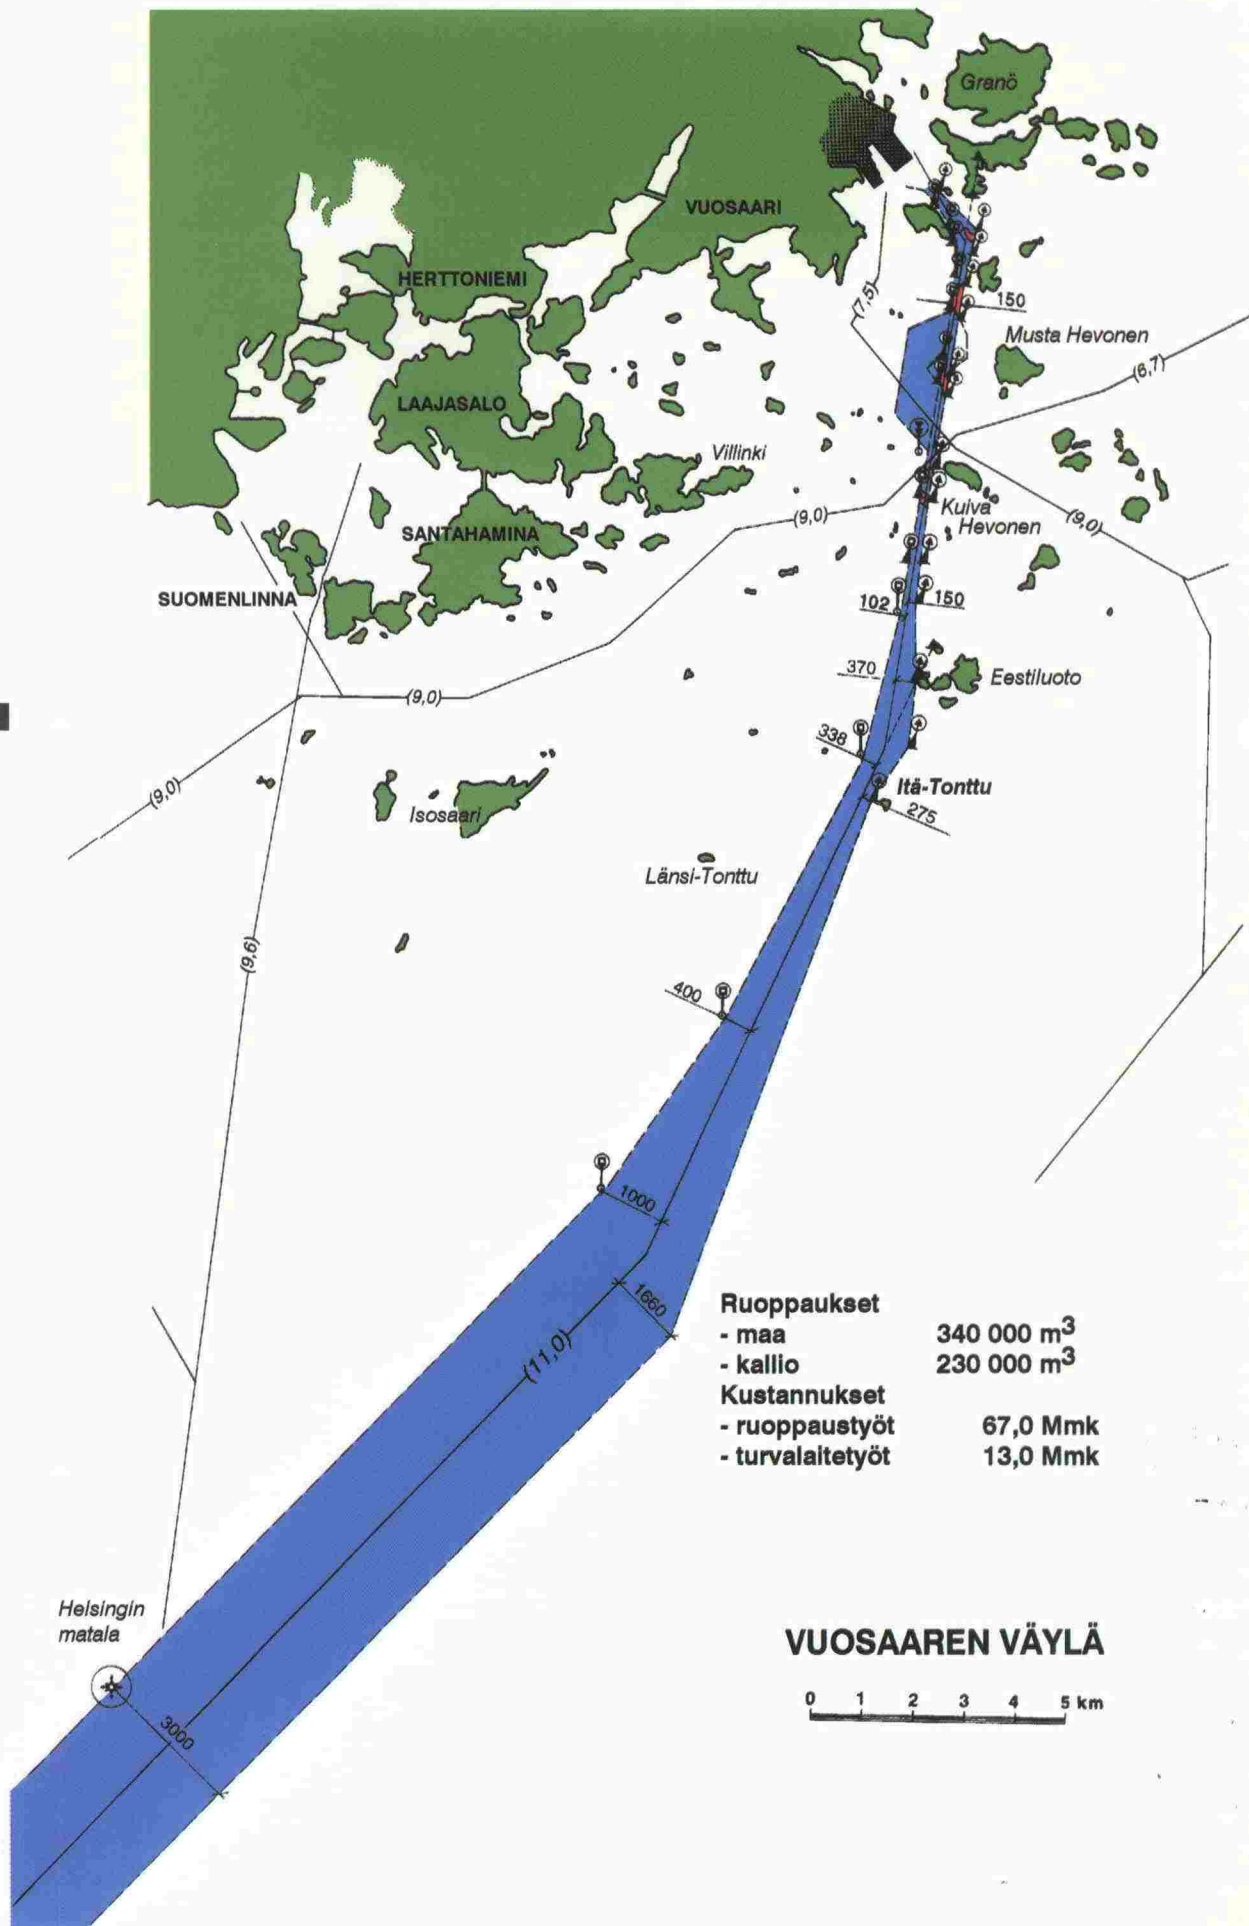 Granö
VUOSAARI
HERTTONIEMI
(7,5)
150
Musta Hevonen
(6,7)
LAAJASALO
Villinki
Kuiva
Hevonen
(9,0)
(9,0)
SANTAHAMINA
SUOMENLINNA
102
150
370
Eestiluoto
(9,0)
338
Itä-Tonttu
(9,0)
275
Isosaari
Länsi-Tonttu
(9,6)
400
1000
1660
(11,0)
Ruoppaukset
- maa 340 000 m³
- kallio 230 000 m³
Kustannukset
- ruoppaustyöt 67,0 Mmk
- turvalaitetyöt 13,0 Mmk
Helsingin
matala
3000
VUOSAAREN VÄYLÄ
0 1 2 3 4 5 km